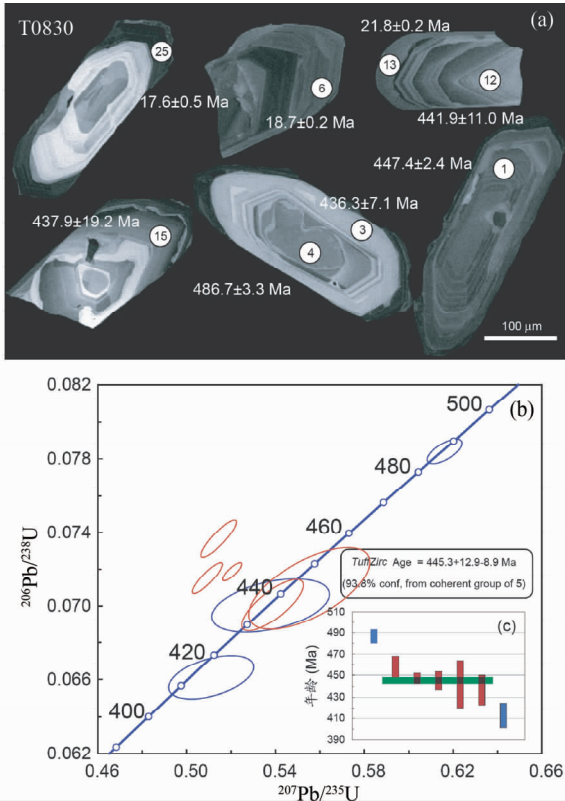 T0830
(a)
25
17.6±0.5 Ma
6
18.7±0.2 Ma
21.8±0.2 Ma
13
12
441.9±11.0 Ma
437.9±19.2 Ma
15
436.3±7.1 Ma
3
4
486.7±3.3 Ma
447.4±2.4 Ma
1
100 μm
(b)
0.082
0.078
0.074
0.070
0.066
0.062
206Pb/238U
500
480
460
440
420
400
TuffZirc Age = 445.3+12.9-8.9 Ma
(93.8% conf, from coherent group of 5)
(c)
510
490
470
450
430
410
390
年龄 (Ma)
0.46 0.50 0.54 0.58 0.62 0.66
207Pb/235U